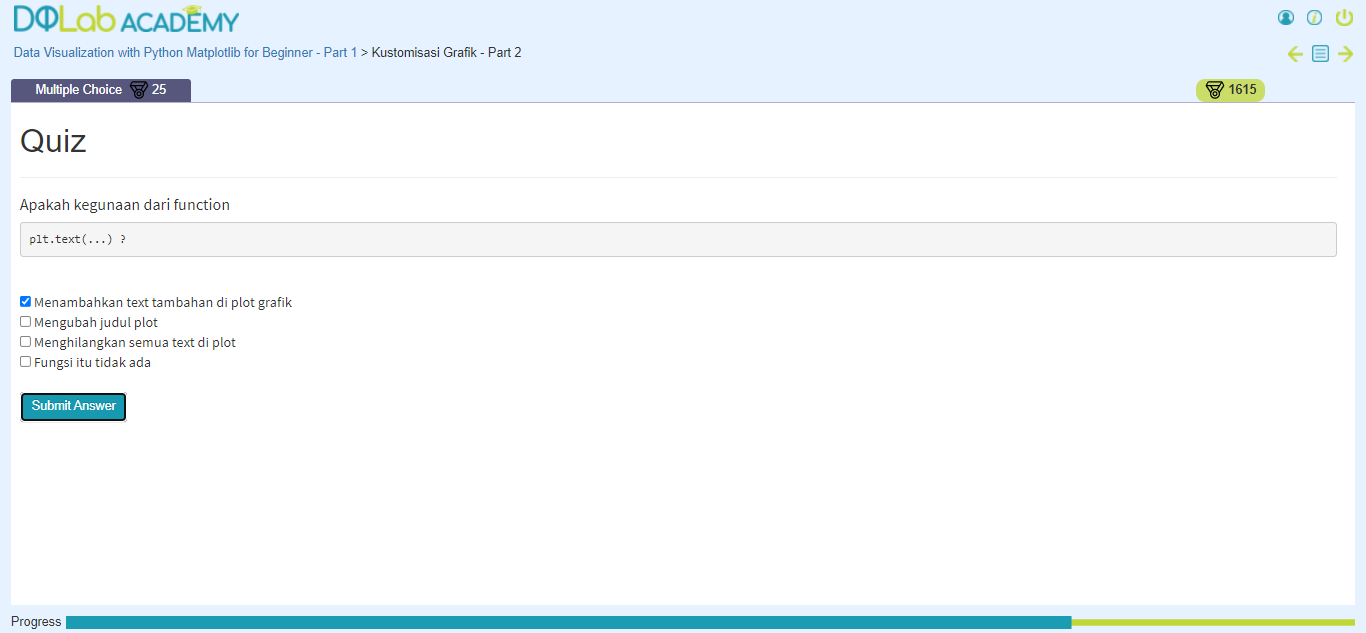 DQLab ACADEMY
Data Visualization with Python Matplotlib for Beginner - Part 1 > Kustomisasi Grafik - Part 2
Multiple Choice 25
1615
Quiz
Apakah kegunaan dari function
plt.text(...) ?
Menambahkan text tambahan di plot grafik
Mengubah judul plot
Menghilangkan semua text di plot
Fungsi itu tidak ada
Submit Answer
Progress